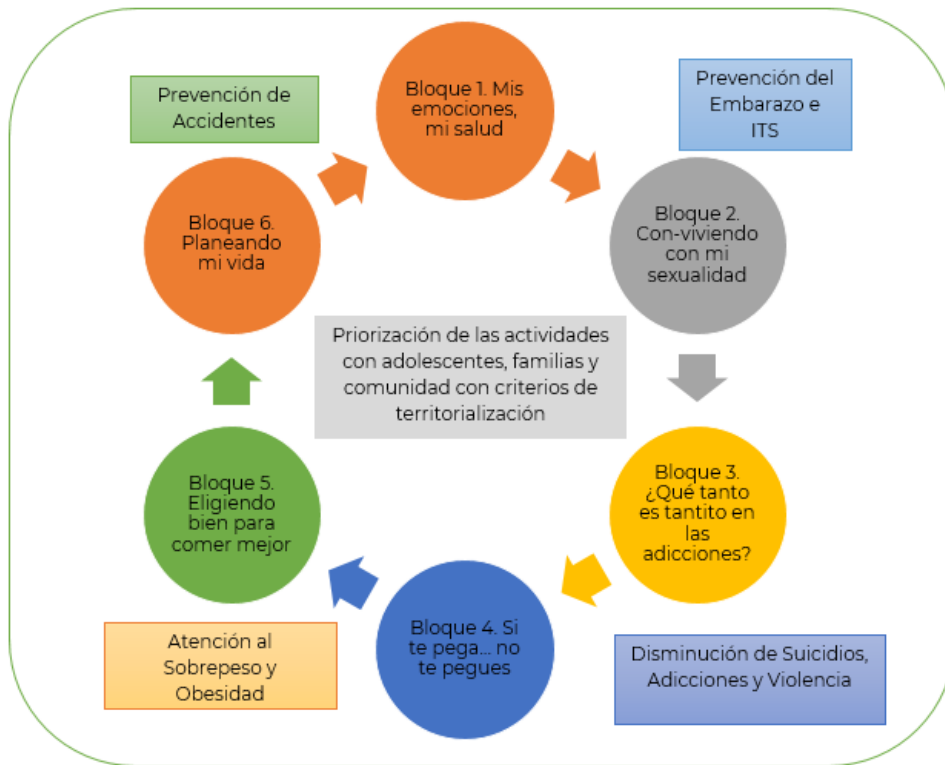 Prevención de
Accidentes
Bloque 1. Mis
emociones,
mi salud
Prevención del
Embarazo e
ITS
Bloque 6.
Planeando
mi vida
Bloque 2.
Con-viviendo
con mi
sexualidad
Priorización de las actividades
con adolescentes, familias y
comunidad con criterios de
territorialización
Bloque 5.
Eligiendo
bien para
comer mejor
Bloque 3.
¿Qué tanto
es tantito en
las
adicciones?
Atención al
Sobrepeso y
Obesidad
Bloque 4. Si
te pega... no
te pegues
Disminución de Suicidios,
Adicciones y Violencia